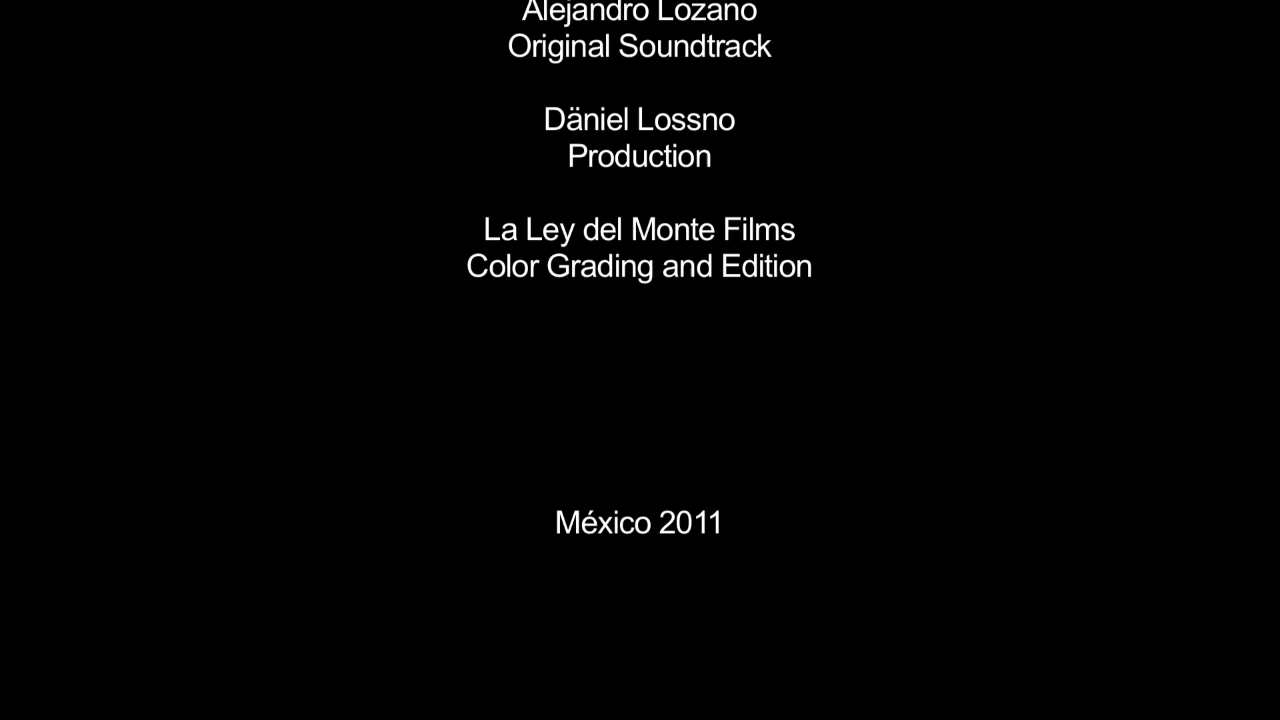 Alejandro Lozano
Original Soundtrack
Däniel Lossno
Production
La Ley del Monte Films
Color Grading and Edition
México 2011